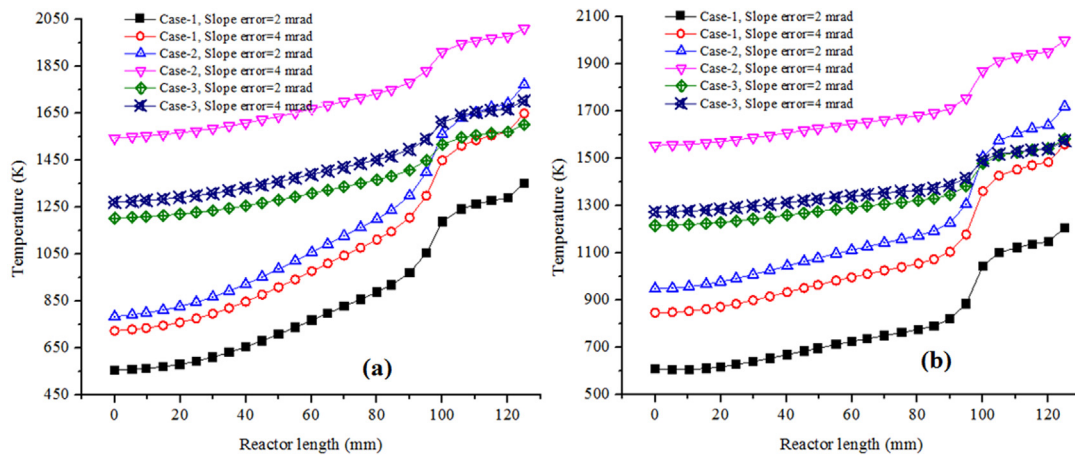 2050
1850
1650
1450
1250
1050
850
650
450
Temperature (K)
Case-1, Slope error=2 mrad
Case-1, Slope error=4 mrad
Case-2, Slope error=2 mrad
Case-2, Slope error=4 mrad
Case-3, Slope error=2 mrad
Case-3, Slope error=4 mrad
(a)
0 20 40 60 80 100 120
Reactor length (mm)
2100
1900
1700
1500
1300
1100
900
700
500
Temperature (K)
Case-1, Slope error=2 mrad
Case-1, Slope error=4 mrad
Case-2, Slope error=2 mrad
Case-2, Slope error=4 mrad
Case-3, Slope error=2 mrad
Case-3, Slope error=4 mrad
(b)
0 20 40 60 80 100 120
Reactor length (mm)